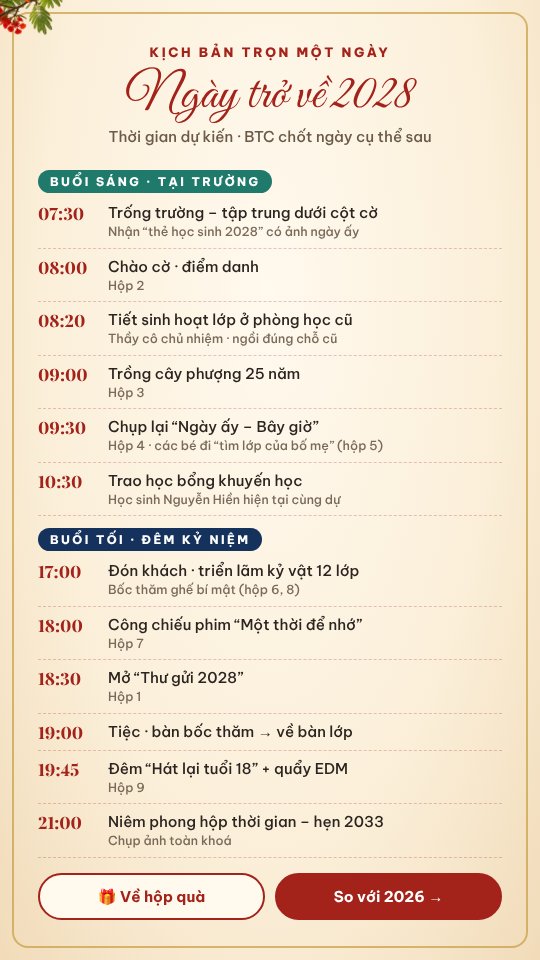 KỊCH BẢN TRỌN MỘT NGÀY
Ngày trở về 2028
Thời gian dự kiến · BTC chốt ngày cụ thể sau
BUỔI SÁNG · TẠI TRƯỜNG
07:30 Trống trường – tập trung dưới cột cờ
Nhận “thẻ học sinh 2028” có ảnh ngày ấy
08:00 Chào cờ · điểm danh
Hộp 2
08:20 Tiết sinh hoạt lớp ở phòng học cũ
Thầy cô chủ nhiệm · ngồi đúng chỗ cũ
09:00 Trồng cây phượng 25 năm
Hộp 3
09:30 Chụp lại “Ngày ấy – Bây giờ”
Hộp 4 · các bé đi “tìm lớp của bố mẹ” (hộp 5)
10:30 Trao học bổng khuyến học
Học sinh Nguyễn Hiền hiện tại cùng dự
BUỔI TỐI · ĐÊM KỶ NIỆM
17:00 Đón khách · triển lãm kỷ vật 12 lớp
Bốc thăm ghế bí mật (hộp 6, 8)
18:00 Công chiếu phim “Một thời để nhớ”
Hộp 7
18:30 Mở “Thư gửi 2028”
Hộp 1
19:00 Tiệc · bàn bốc thăm → về bàn lớp
19:45 Đêm “Hát lại tuổi 18” + quẩy EDM
Hộp 9
21:00 Niêm phong hộp thời gian – hẹn 2033
Chụp ảnh toàn khoá
🎁 Về hộp quà
So với 2026 →